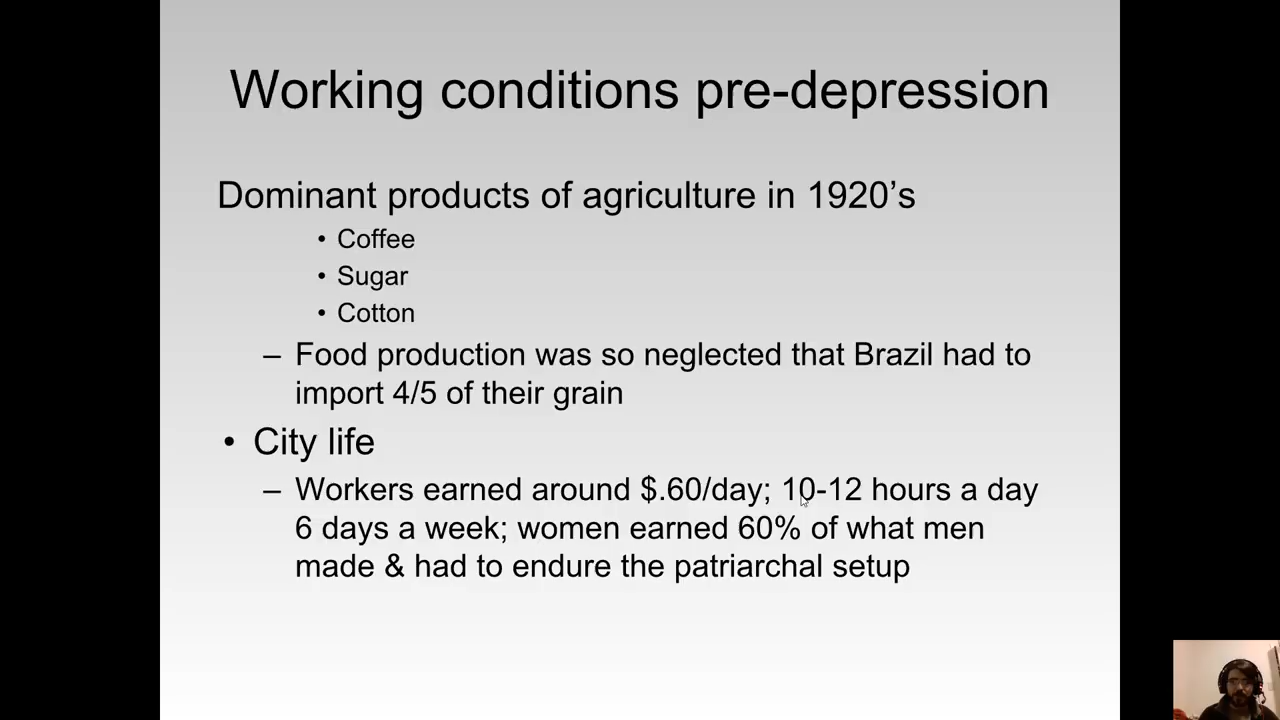 Working conditions pre-depression
Dominant products of agriculture in 1920’s
• Coffee
• Sugar
• Cotton
– Food production was so neglected that Brazil had to
import 4/5 of their grain
• City life
– Workers earned around $.60/day; 10-12 hours a day
6 days a week; women earned 60% of what men
made & had to endure the patriarchal setup